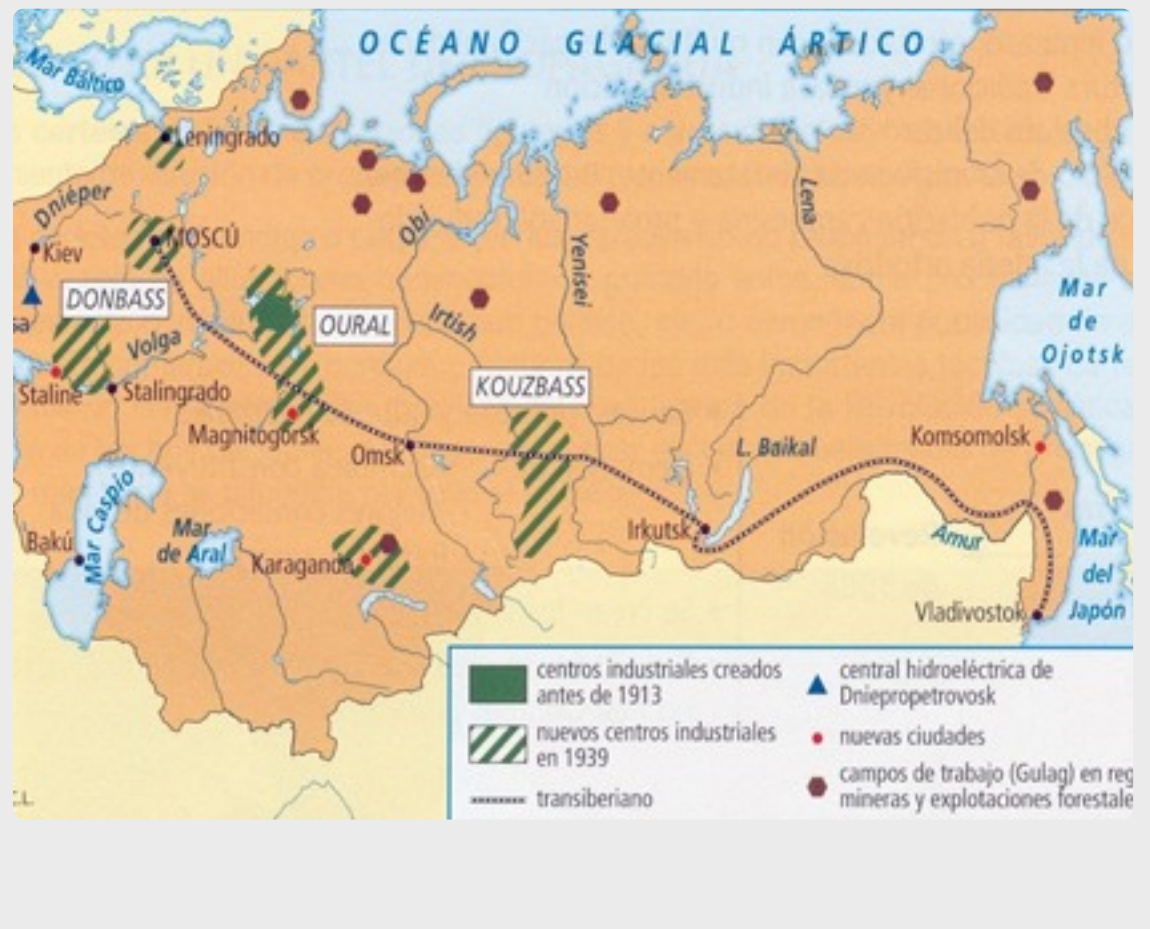 OCÉANO GLACIAL ÁRTICO
Mar Báltico
Leningrado
Dniéper
MOSCÚ
Kiev
Obi
Yenisei
Lena
DONBASS
OURAL
Irtish
Volga
Mar
de
Ojotsk
KOUZBASS
Staline
Stalingrado
Magnitogorsk
Omsk
L. Baikal
Komsomolsk
Mar Caspio
Bakú
Mar
de Aral
Karaganda
Irkutsk
Amur
Mar
del
Japón
Vladivostok
centros industriales creados
antes de 1913
nuevos centros industriales
en 1939
transiberiano
central hidroeléctrica de
Dniepropetrovosk
nuevas ciudades
campos de trabajo (Gulag) en reg
mineras y explotaciones forestale